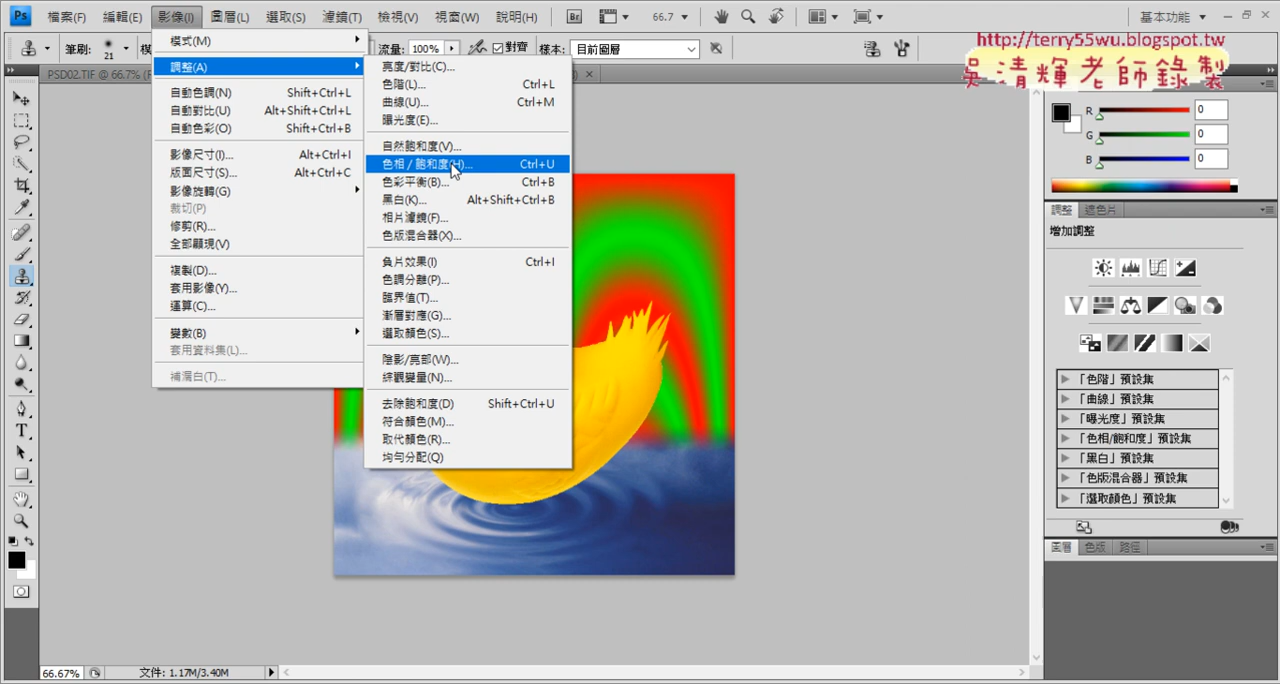 Ps 檔案(F) 編輯(E) 影像(I) 圖層(L) 選取(S) 濾鏡(T) 檢視(V) 視窗(W) 說明(H) Br 66.7 基本功能
筆刷: 21 流量: 100% 對齊 樣本: 目前圖層
http://terry55wu.blogspot.tw
吳清輝老師錄製
PSD02.TIF @ 66.7%
模式(M)
調整(A)
自動色調(N) Shift+Ctrl+L
自動對比(U) Alt+Shift+Ctrl+L
自動色彩(O) Shift+Ctrl+B
影像尺寸(I)... Alt+Ctrl+I
版面尺寸(S)... Alt+Ctrl+C
影像旋轉(G)
裁切(P)
修剪(R)...
全部顯現(V)
複製(D)...
套用影像(Y)...
運算(C)...
變數(B)
套用資料集(L)...
補漏白(T)...
亮度/對比(C)...
色階(L)... Ctrl+L
曲線(U)... Ctrl+M
曝光度(E)...
自然飽和度(V)...
色相/飽和度(H)... Ctrl+U
色彩平衡(B)... Ctrl+B
黑白(K)... Alt+Shift+Ctrl+B
相片濾鏡(F)...
色版混合器(X)...
負片效果(I) Ctrl+I
色調分離(P)...
臨界值(T)...
漸層對應(G)...
選取顏色(S)...
陰影/亮部(W)...
綜觀變量(N)...
去除飽和度(D) Shift+Ctrl+U
符合顏色(M)...
取代顏色(R)...
均勻分配(Q)
R 0
G 0
B 0
調整 遮色片
增加調整
「色階」預設集
「曲線」預設集
「曝光度」預設集
「色相/飽和度」預設集
「黑白」預設集
「色版混合器」預設集
「選取顏色」預設集
圖層 色版 路徑
66.67% 文件: 1.17M/3.40M